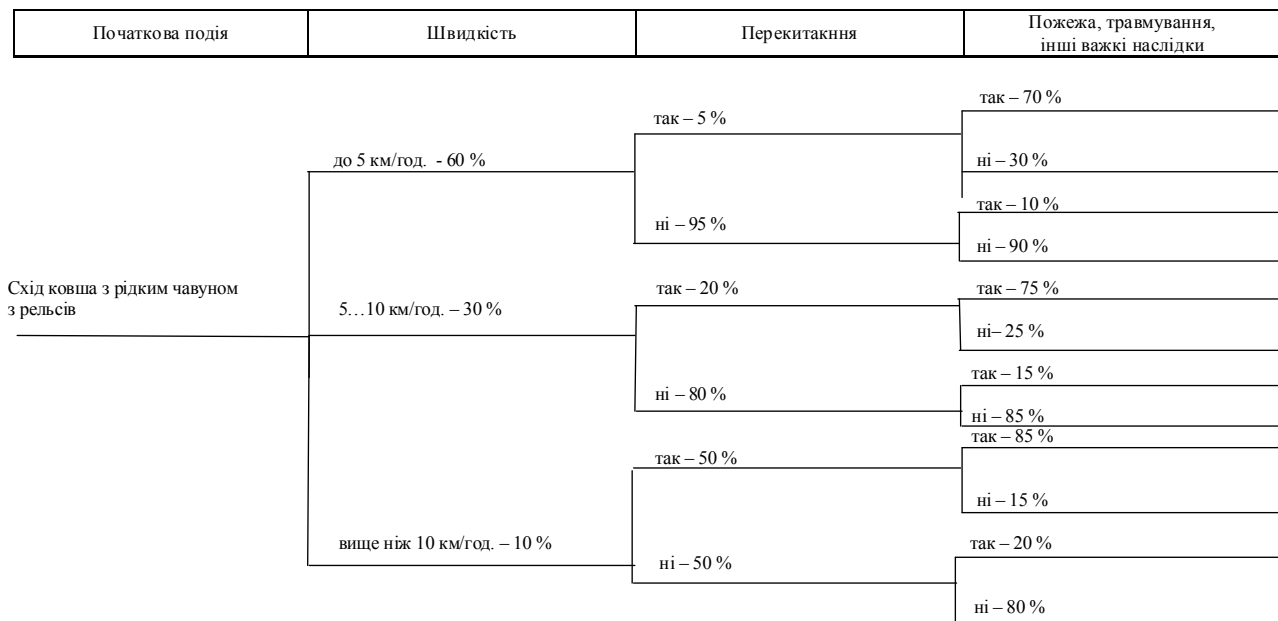 Початкова подія
Швидкість
Перекитакння
Пожежа, травмування,
інші важкі наслідки
так – 70 %
так – 5 %
до 5 км/год. - 60 %
ні – 30 %
так – 10 %
ні – 95 %
ні – 90 %
Схід ковша з рідким чавуном
з рельсів
5…10 км/год. – 30 %
так – 20 %
так – 75 %
ні– 25 %
так – 15 %
ні – 80 %
ні – 85 %
так – 85 %
так – 50 %
ні – 15 %
вище ніж 10 км/год. – 10 %
так – 20 %
ні – 50 %
ні – 80 %